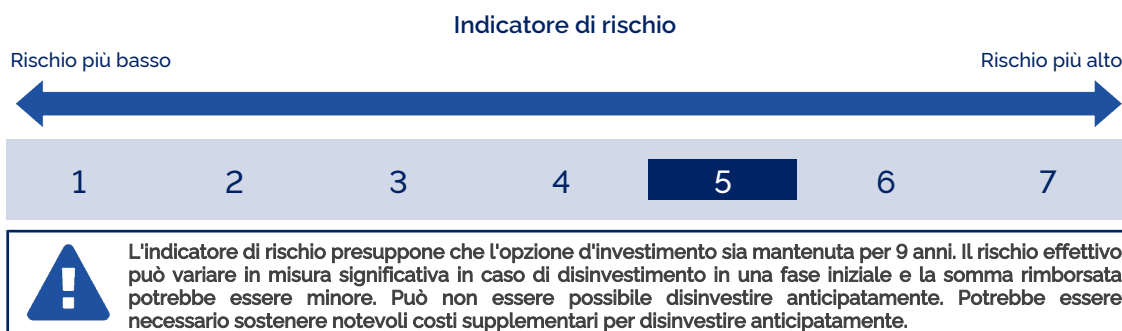 Indicatore di rischio
Rischio più basso
Rischio più alto
1 2 3 4 5 6 7
L'indicatore di rischio presuppone che l'opzione d'investimento sia mantenuta per 9 anni. Il rischio effettivo
può variare in misura significativa in caso di disinvestimento in una fase iniziale e la somma rimborsata
potrebbe essere minore. Può non essere possibile disinvestire anticipatamente. Potrebbe essere
necessario sostenere notevoli costi supplementari per disinvestire anticipatamente.